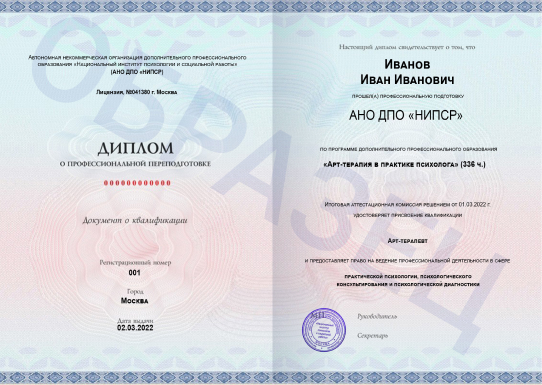 Автономная некоммерческая организация дополнительного профессионального
образования «Национальный институт психологии и социальной работы»
(АНО ДПО «НИПСР»)
Лицензия, №041380 г. Москва
ДИПЛОМ
О ПРОФЕССИОНАЛЬНОЙ ПЕРЕПОДГОТОВКЕ
000000000000
Документ о квалификации
Регистрационный номер
001
Город
Москва
Дата выдачи
02.03.2022
Настоящий диплом свидетельствует о том, что
Иванов
Иван Иванович
прошел(а) профессиональную подготовку
АНО ДПО «НИПСР»
по программе дополнительного профессионального образования
«Арт-терапия в практике психолога» (336 ч.)
Итоговая аттестационная комиссия решением от 01.03.2022 г.
удостоверяет присвоение квалификации
Арт-терапевт
и предоставляет право на ведение профессиональной деятельности в сфере
практической психологии, психологического
консультирования и психологической диагностики
М.П.
Руководитель
Секретарь
ОБРАЗЕЦ